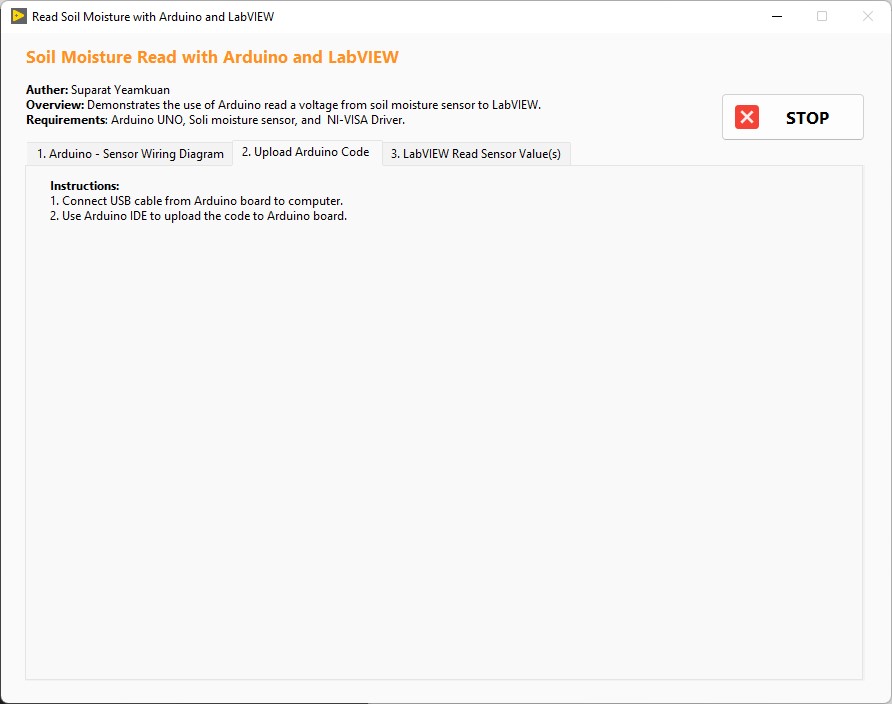 Read Soil Moisture with Arduino and LabVIEW
Soil Moisture Read with Arduino and LabVIEW
Auther: Suparat Yeamkuan
Overview: Demonstrates the use of Arduino read a voltage from soil moisture sensor to LabVIEW.
Requirements: Arduino UNO, Soli moisture sensor, and  NI-VISA Driver.
STOP
1. Arduino - Sensor Wiring Diagram
2. Upload Arduino Code
3. LabVIEW Read Sensor Value(s)
Instructions:
1. Connect USB cable from Arduino board to computer.
2. Use Arduino IDE to upload the code to Arduino board.